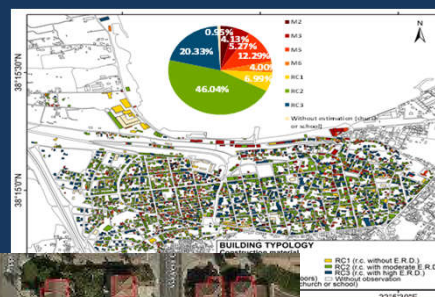 0.95%
4.13%
5.27%
12.29%
4.00%
6.99%
46.04%
20.33%
M2
M3
M5
M6
RC1
RC2
RC3
Without estimation (church
or school)
N
38°15'30"N
38°15'0"N
BUILDING TYPOLOGY
Construction material
RC1 (r.c. without E.R.D.)
RC2 (r.c. with moderate E.R.D
RC3 (r.c. with high E.R.D.)
Without observation
church or school)